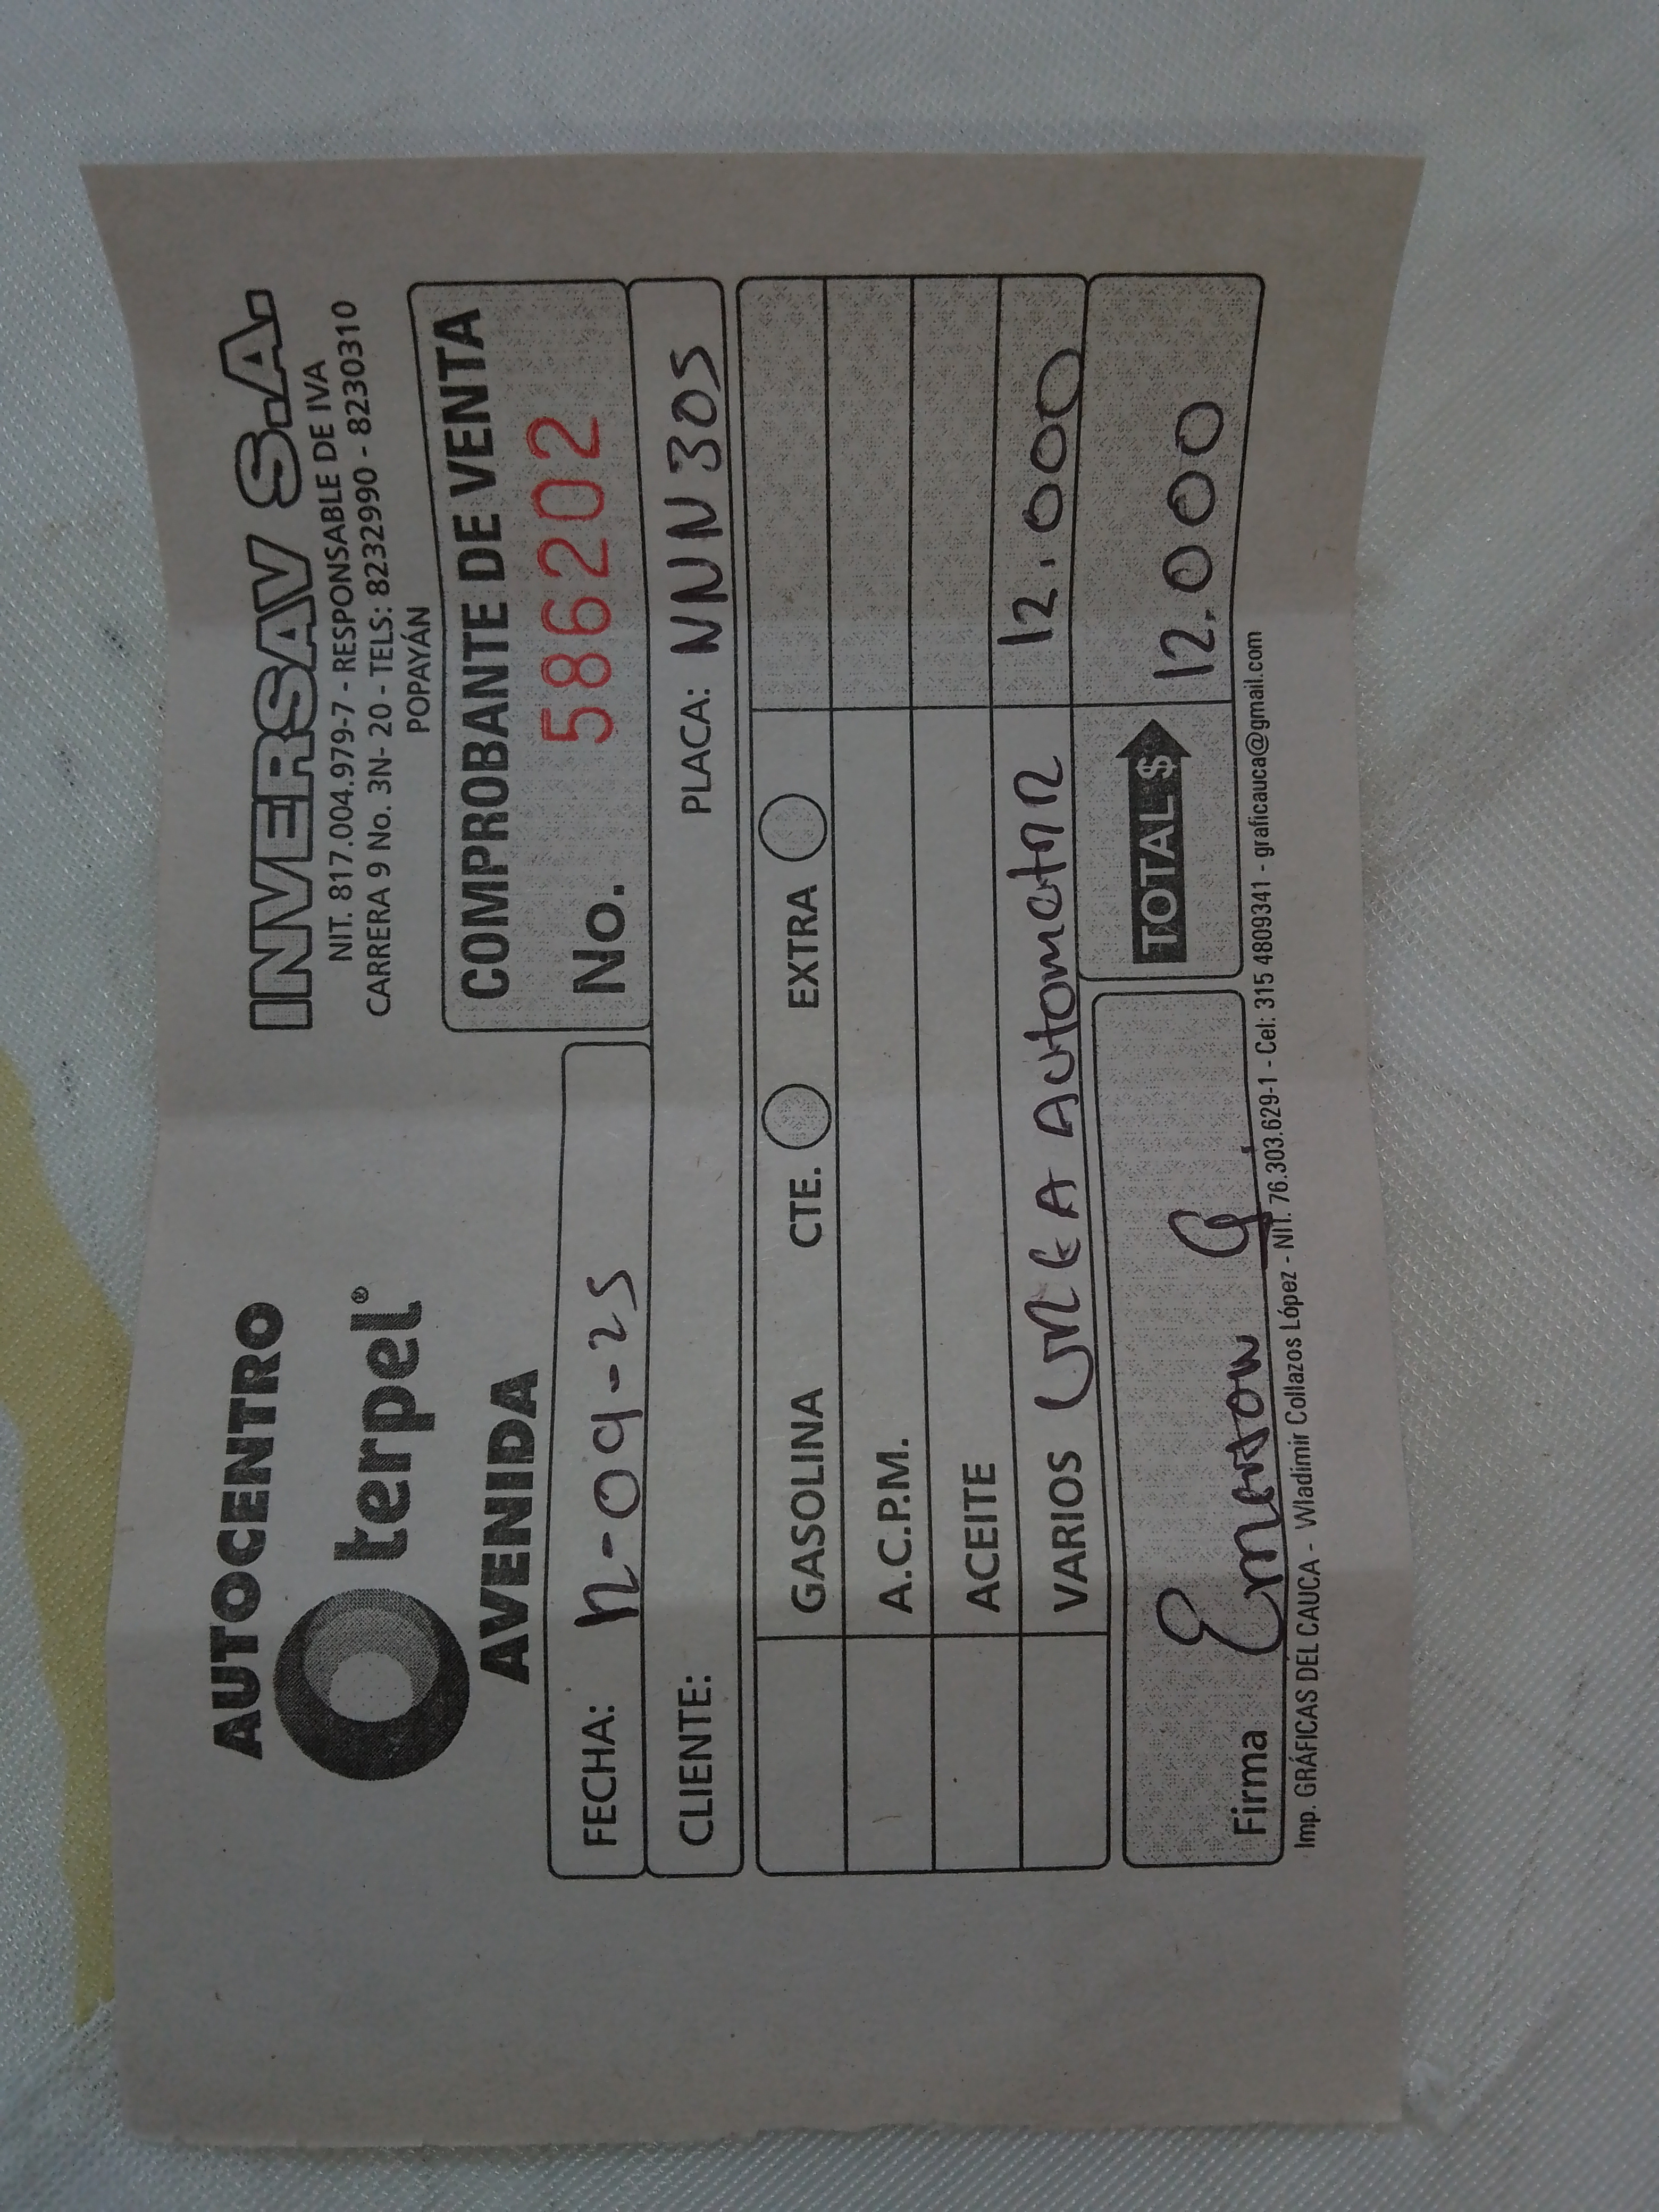 AUTOCENTRO
terpel®
AVENIDA
INVERSAV S.A.
NIT. 817.004.979-7 - RESPONSABLE DE IVA
CARRERA 9 No. 3N- 20 - TELS: 8232990 - 8230310
POPAYÁN
COMPROBANTE DE VENTA
No. 586202
FECHA: -09-25
CLIENTE: PLACA: NNN 305
GASOLINA CTE. EXTRA
A.C.P.M.
ACEITE
VARIOS 12.000
TOTAL $ 12.000
Firma
Imp. GRÁFICAS DEL CAUCA - Wladimir Collazos López - NIT. 76.303.629-1 - Cel: 315 4809341 - graficauca@gmail.com